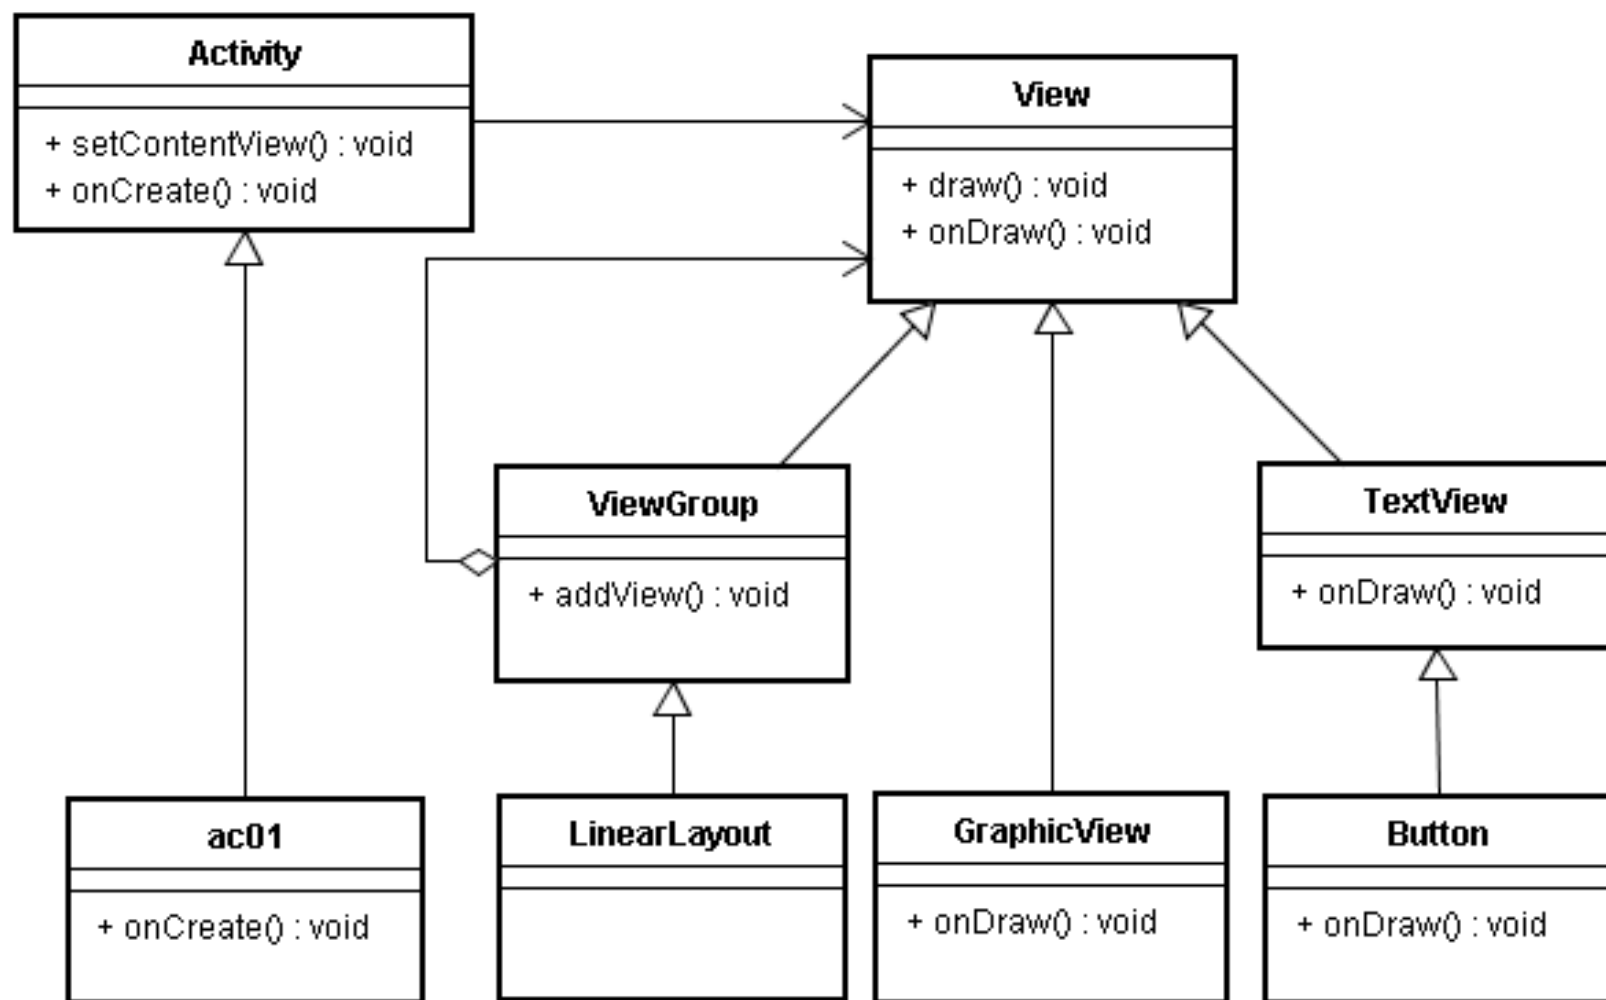 Activity
+ setContentView() : void
+ onCreate() : void
View
+ draw() : void
+ onDraw() : void
ViewGroup
+ addView() : void
TextView
+ onDraw() : void
ac01
+ onCreate() : void
LinearLayout
GraphicView
+ onDraw() : void
Button
+ onDraw() : void